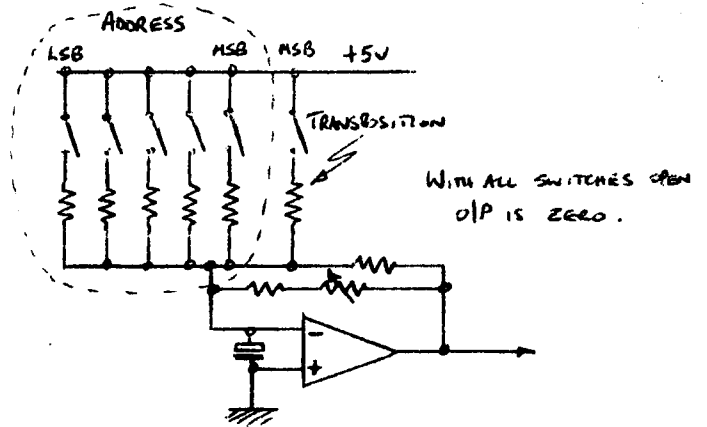 ADDRESS
LSB MSB MSB +5V
TRANSPOSITION
WITH ALL SWITCHES OPEN
O/P IS ZERO.
- 
+